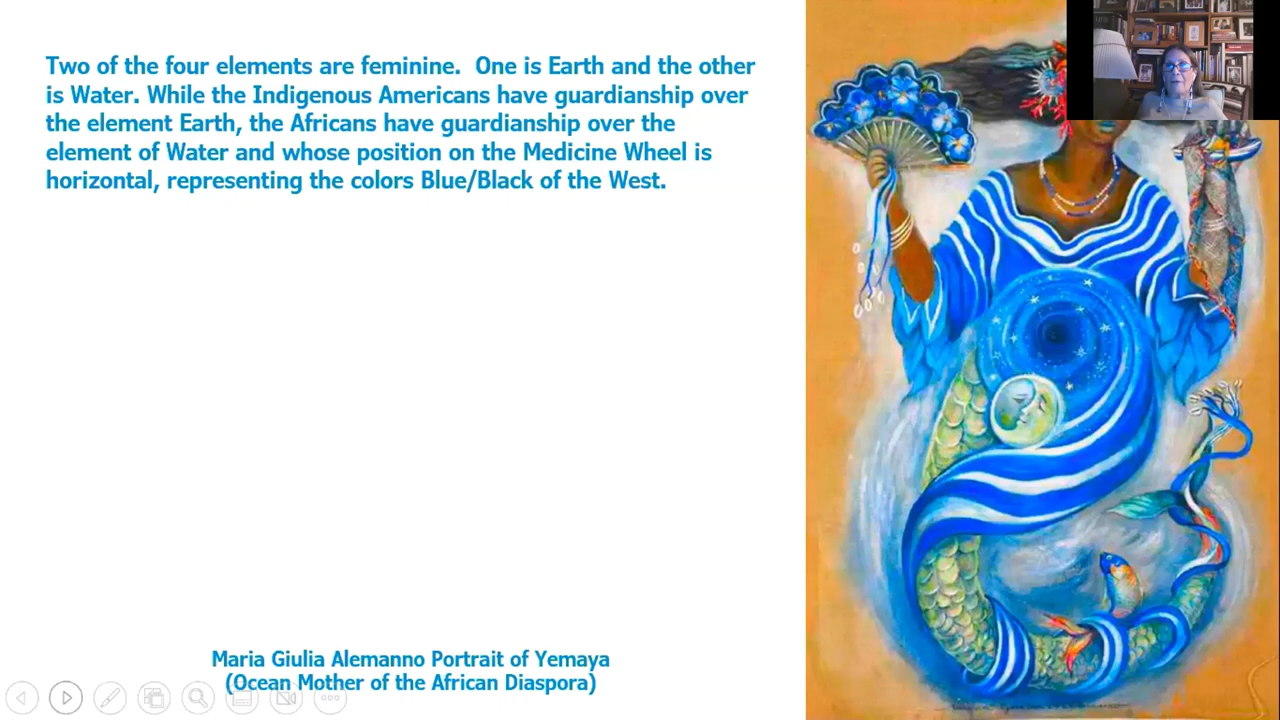 Two of the four elements are feminine.  One is Earth and the other
is Water. While the Indigenous Americans have guardianship over
the element Earth, the Africans have guardianship over the
element of Water and whose position on the Medicine Wheel is
horizontal, representing the colors Blue/Black of the West.
Maria Giulia Alemanno Portrait of Yemaya
(Ocean Mother of the African Diaspora)